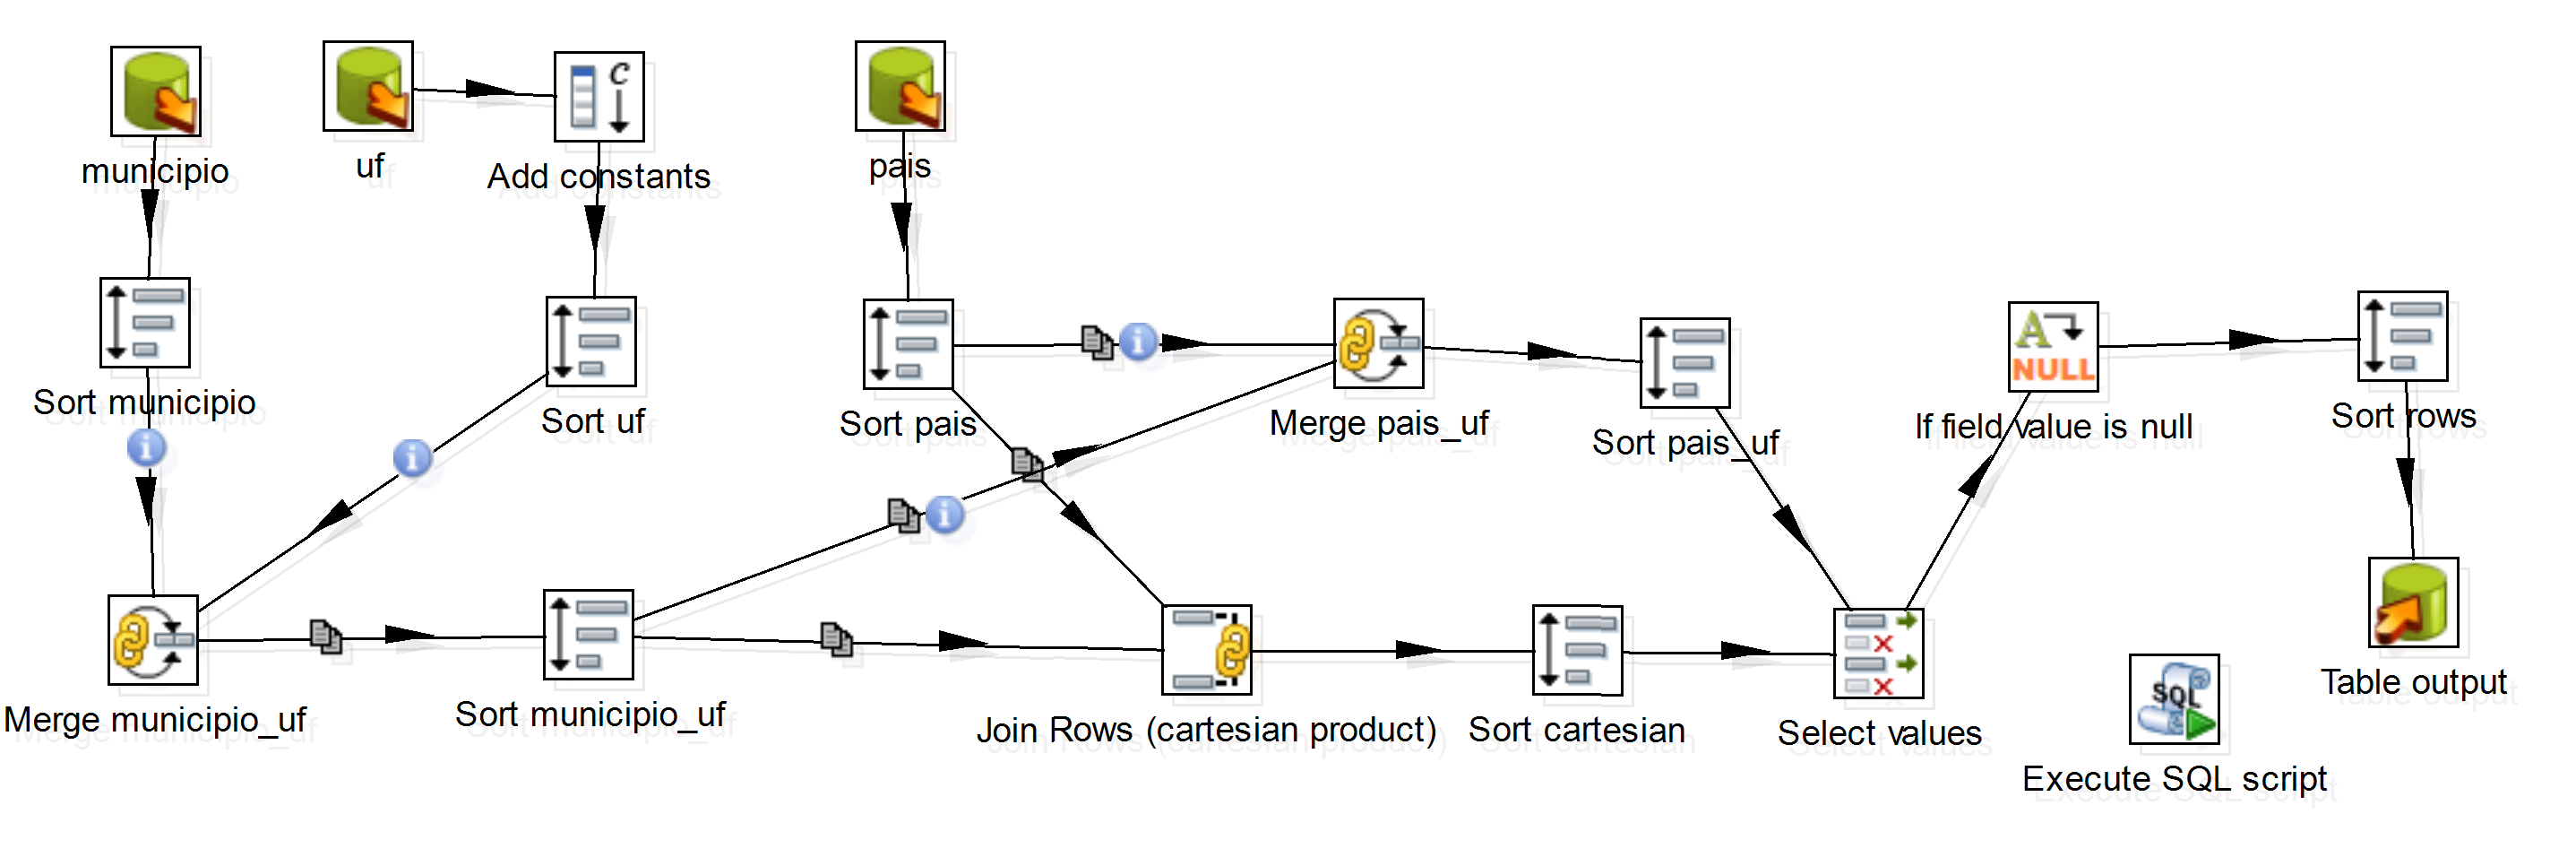 municipio
uf
Add constants
C
pais
Sort municipio
Sort uf
Sort pais
Merge pais_uf
Sort pais_uf
A
NULL
If field value is null
Sort rows
Merge municipio_uf
Sort municipio_uf
Join Rows (cartesian product)
Sort cartesian
Select values
SQL
Execute SQL script
Table output